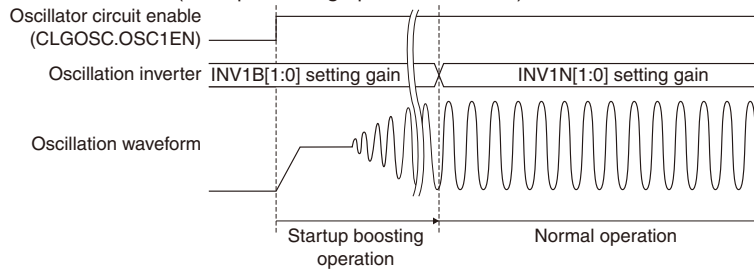 Oscillator circuit enable
(CLGOSC.OSC1EN)
Oscillation inverter
INV1B[1:0] setting gain
INV1N[1:0] setting gain
Oscillation waveform
Startup boosting
operation
Normal operation